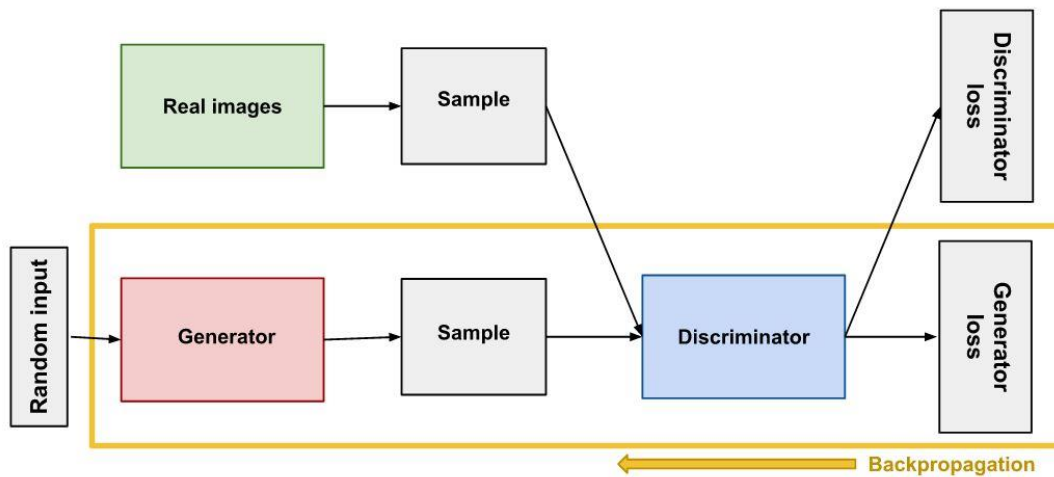 Real images
Sample
Discriminator
loss
Random input
Generator
Sample
Discriminator
Generator
loss
Backpropagation